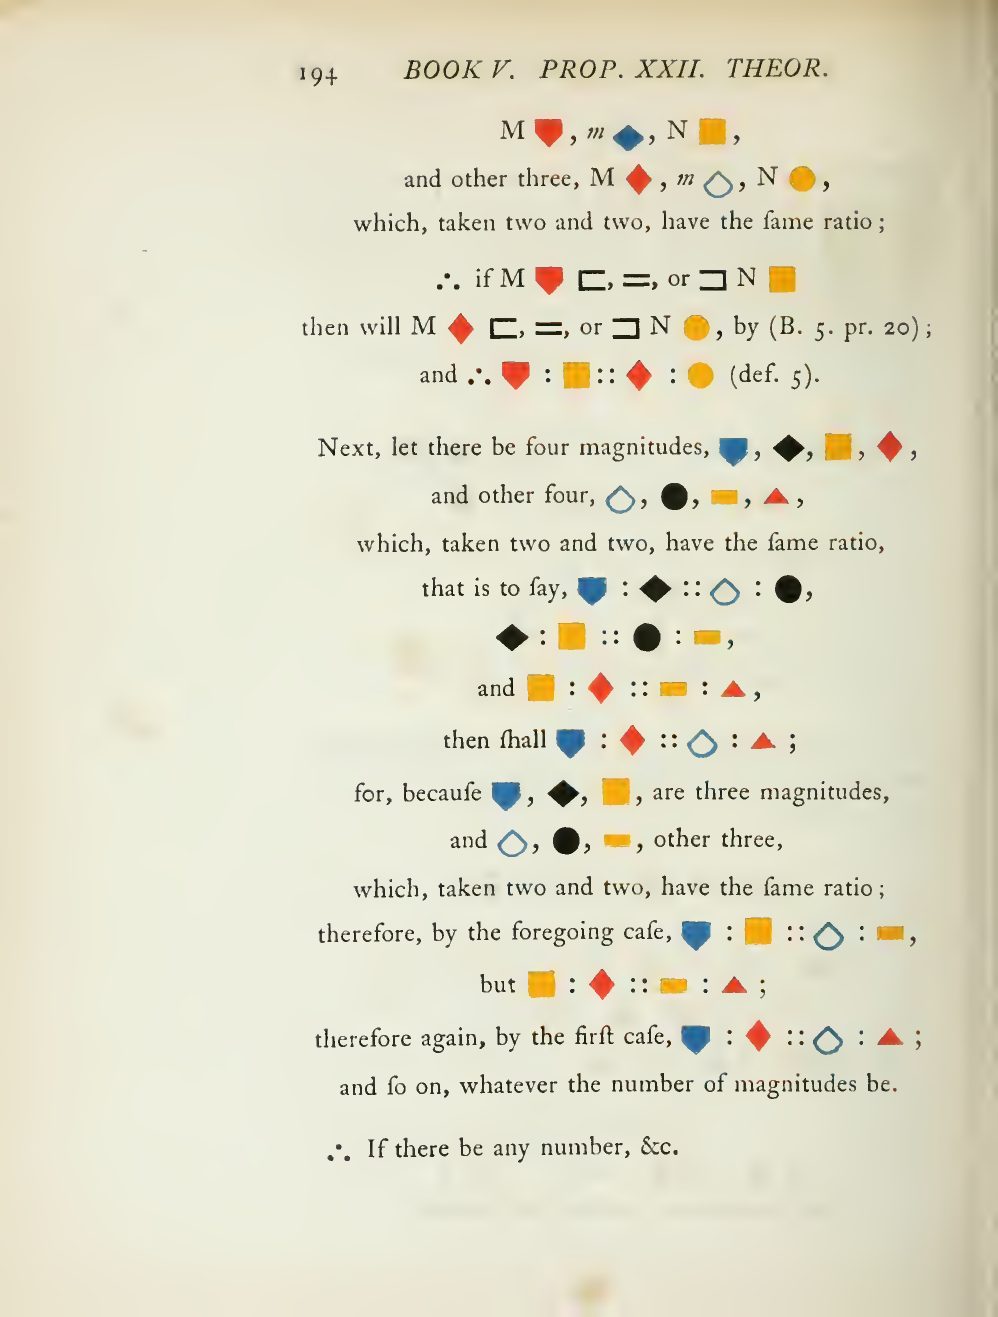 194 BOOK V. PROP. XXII. THEOR.
M , m , N ,
and other three, M , m , N ,
which, taken two and two, have the ſame ratio ;
∴ if M ⊏, =, or ⊐ N
then will M ⊏, =, or ⊐ N , by (B. 5. pr. 20) ;
and ∴ : :: : (def. 5).
Next, let there be four magnitudes, , , , ,
and other four, , , , ,
which, taken two and two, have the ſame ratio,
that is to ſay, : :: : ,
: :: : ,
and : :: : ,
then ſhall : :: : ;
for, becauſe , , , are three magnitudes,
and , , , other three,
which, taken two and two, have the ſame ratio ;
therefore, by the foregoing caſe, : :: : ,
but : :: : ;
therefore again, by the firſt caſe, : :: : ;
and ſo on, whatever the number of magnitudes be.
∴ If there be any number, &c.